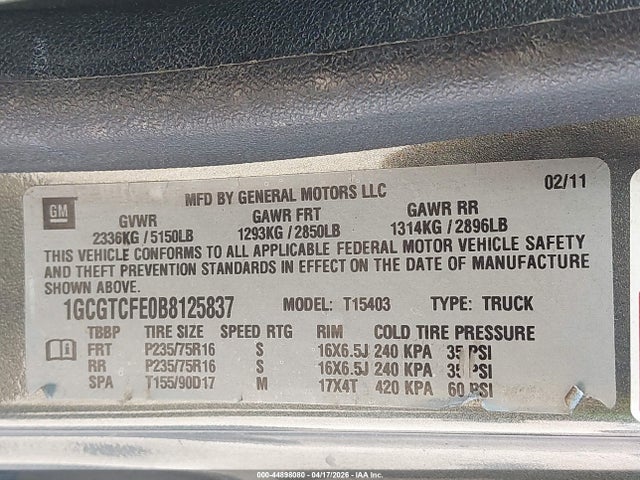 MFD BY GENERAL MOTORS LLC 02/11
GM
GVWR GAWR FRT GAWR RR
2336KG / 5150LB 1293KG / 2850LB 1314KG / 2896LB
THIS VEHICLE CONFORMS TO ALL APPLICABLE FEDERAL MOTOR VEHICLE SAFETY
AND THEFT PREVENTION STANDARDS IN EFFECT ON THE DATE OF MANUFACTURE
SHOWN ABOVE.
1GCGTCFE0B8125837 MODEL: T15403 TYPE: TRUCK
TBBP TIRE SIZE SPEED RTG RIM COLD TIRE PRESSURE
FRT P235/75R16 S 16X6.5J 240 KPA 35 PSI
RR P235/75R16 S 16X6.5J 240 KPA 35 PSI
SPA T155/90D17 M 17X4T 420 KPA 60 PSI
000-44898080 - 04/17/2026 - IAA Inc.